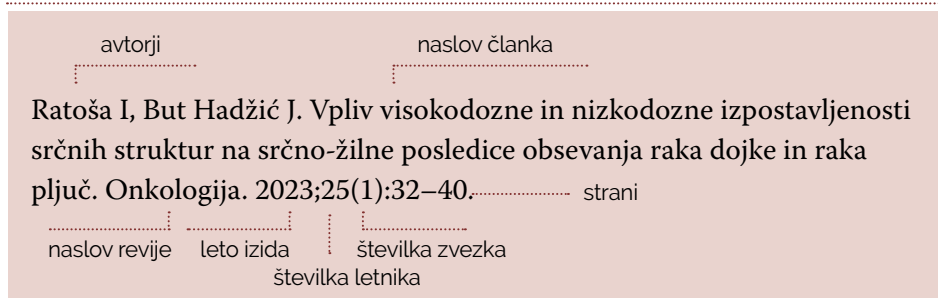 avtorji naslov članka
Ratoša I, But Hadžić J. Vpliv visokodozne in nizkodozne izpostavljenosti
srčnih struktur na srčno-žilne posledice obsevanja raka dojke in raka
pljuč. Onkologija. 2023;25(1):32–40. strani
naslov revije leto izida številka zvezka
številka letnika